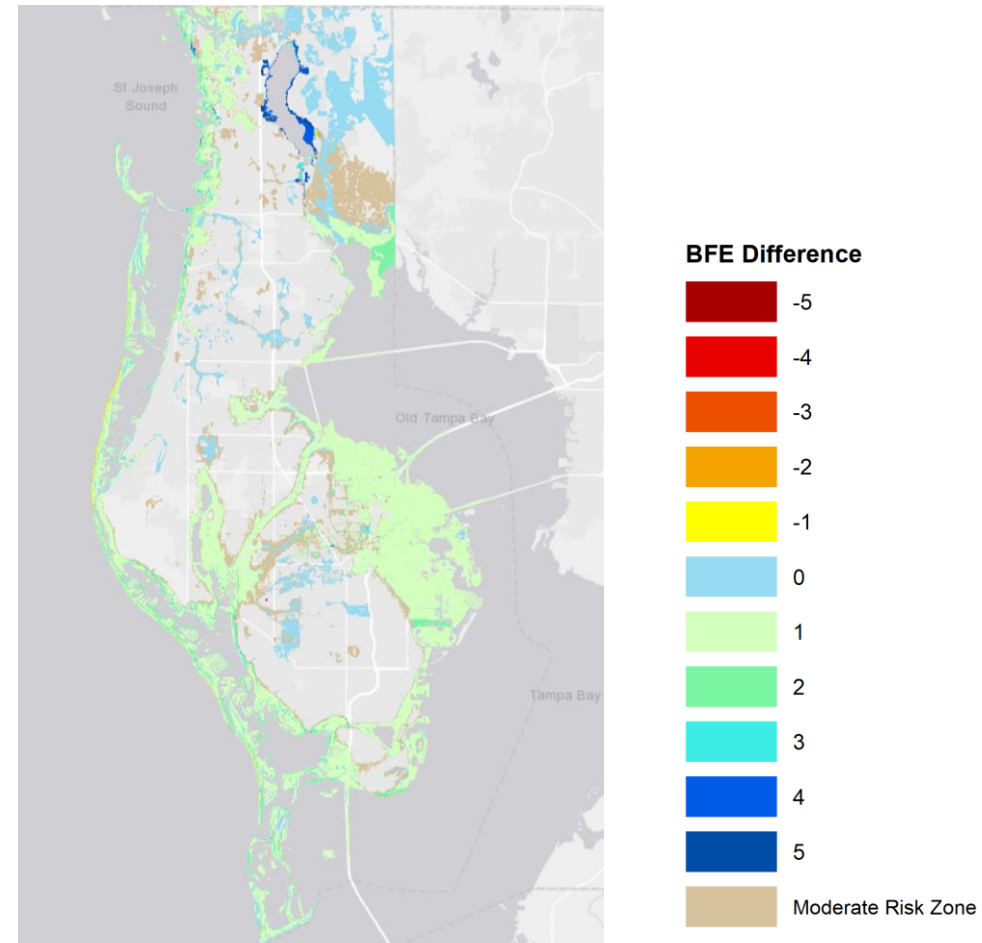 St Joseph
Sound
Old Tampa Bay
Tampa Bay
BFE Difference
-5
-4
-3
-2
-1
0
1
2
3
4
5
Moderate Risk Zone